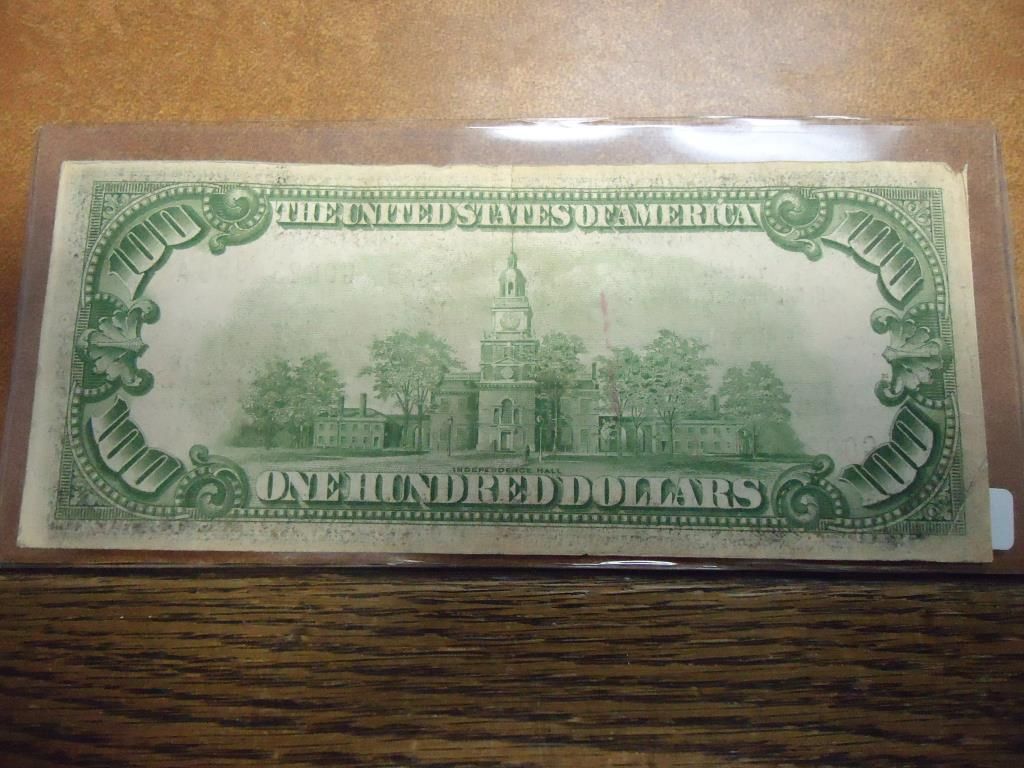 THE UNITED STATES OF AMERICA
100 100
INDEPENDENCE HALL
100 100
ONE HUNDRED DOLLARS